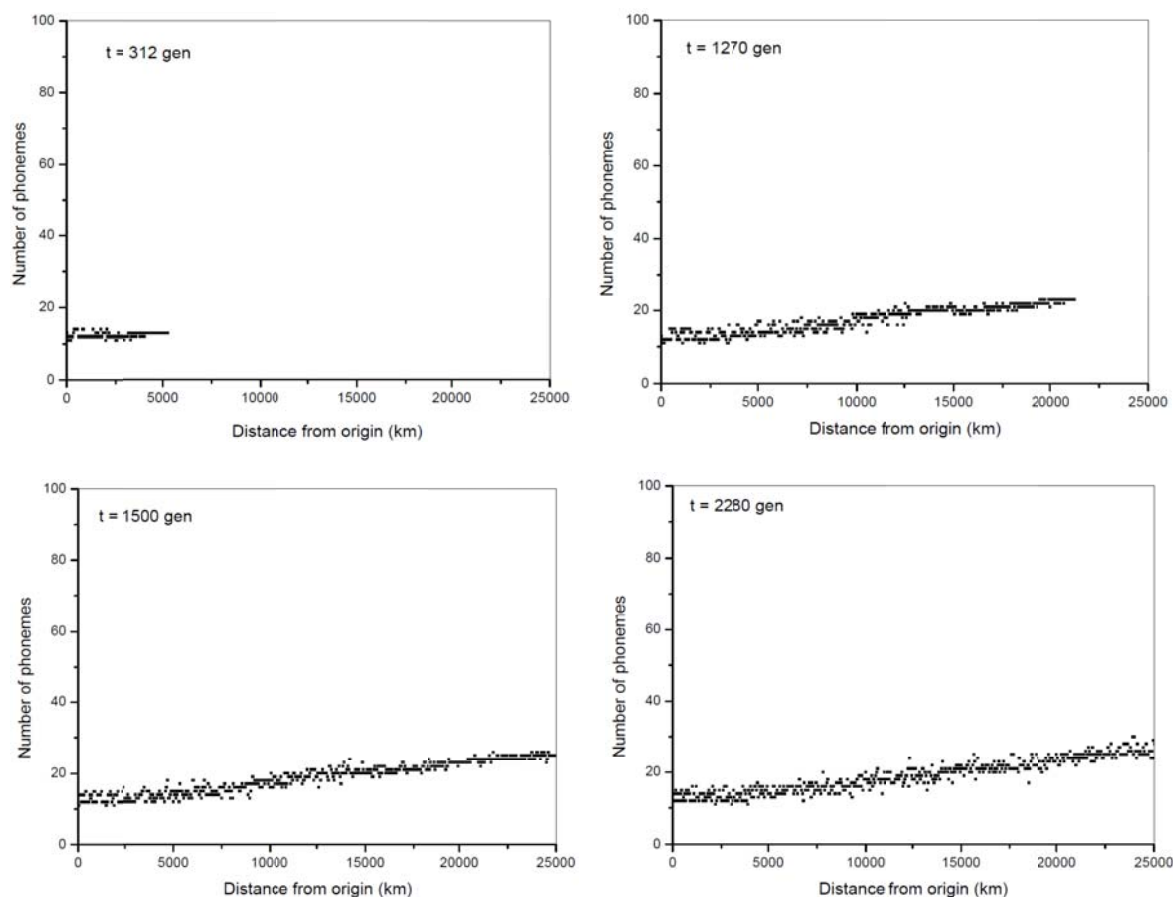 t = 312 gen
Number of phonemes
100
80
60
40
20
0
0 5000 10000 15000 20000 25000
Distance from origin (km)
t = 1270 gen
Number of phonemes
100
80
60
40
20
0
0 5000 10000 15000 20000 25000
Distance from origin (km)
t = 1500 gen
Number of phonemes
100
80
60
40
20
0
0 5000 10000 15000 20000 25000
Distance from origin (km)
t = 2280 gen
Number of phonemes
100
80
60
40
20
0
0 5000 10000 15000 20000 25000
Distance from origin (km)